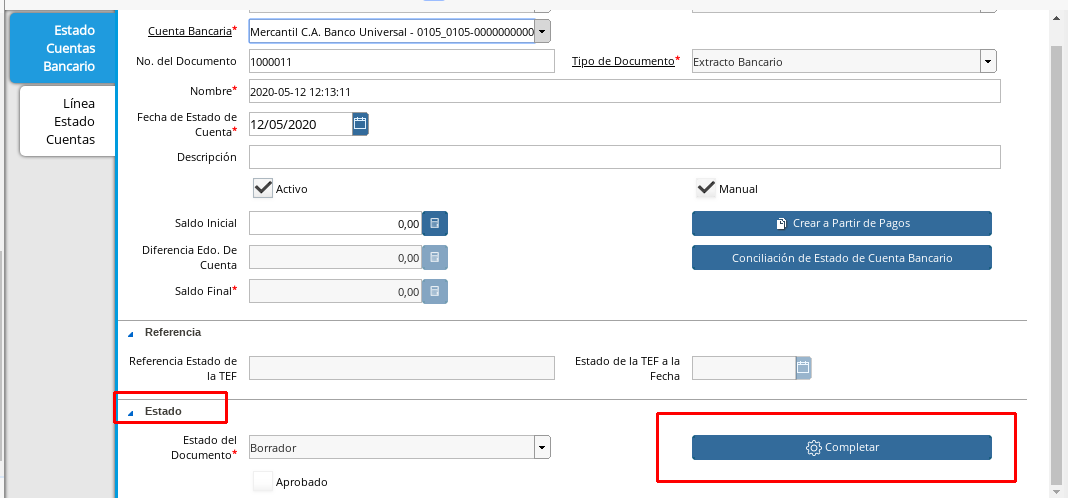 Estado
Cuentas
Bancario
Línea
Estado
Cuentas
Cuenta Bancaria* Mercantil C.A. Banco Universal - 0105_0105-0000000000
No. del Documento 1000011 Tipo de Documento* Extracto Bancario
Nombre* 2020-05-12 12:13:11
Fecha de Estado de
Cuenta* 12/05/2020
Descripción
Activo Manual
Saldo Inicial 0,00 Crear a Partir de Pagos
Diferencia Edo. De
Cuenta 0,00 Conciliación de Estado de Cuenta Bancario
Saldo Final* 0,00
Referencia
Referencia Estado de
la TEF
Estado de la TEF a la
Fecha
Estado
Estado del
Documento* Borrador Completar
Aprobado